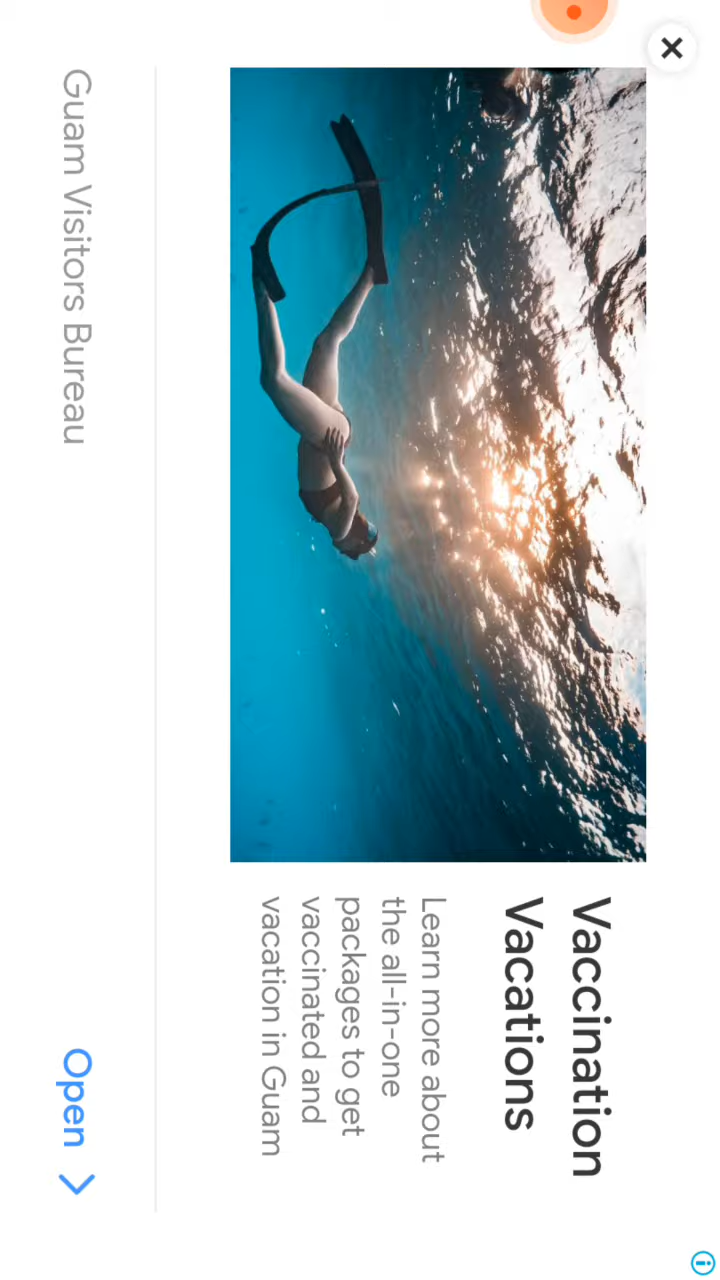 Vaccination
Vacations
Learn more about
the all-in-one
packages to get
vaccinated and
vacation in Guam
Guam Visitors Bureau
Open